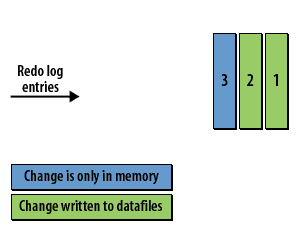 Redo log
entries
3 2 1
Change is only in memory
Change written to datafiles